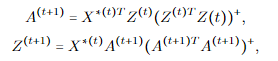 A^{(t+1)} = X^{*(t)T} Z^{(t)} (Z^{(t)T} Z^{(t)})^{+},
Z^{(t+1)} = X^{*(t)} A^{(t+1)} (A^{(t+1)T} A^{(t+1)})^{+},